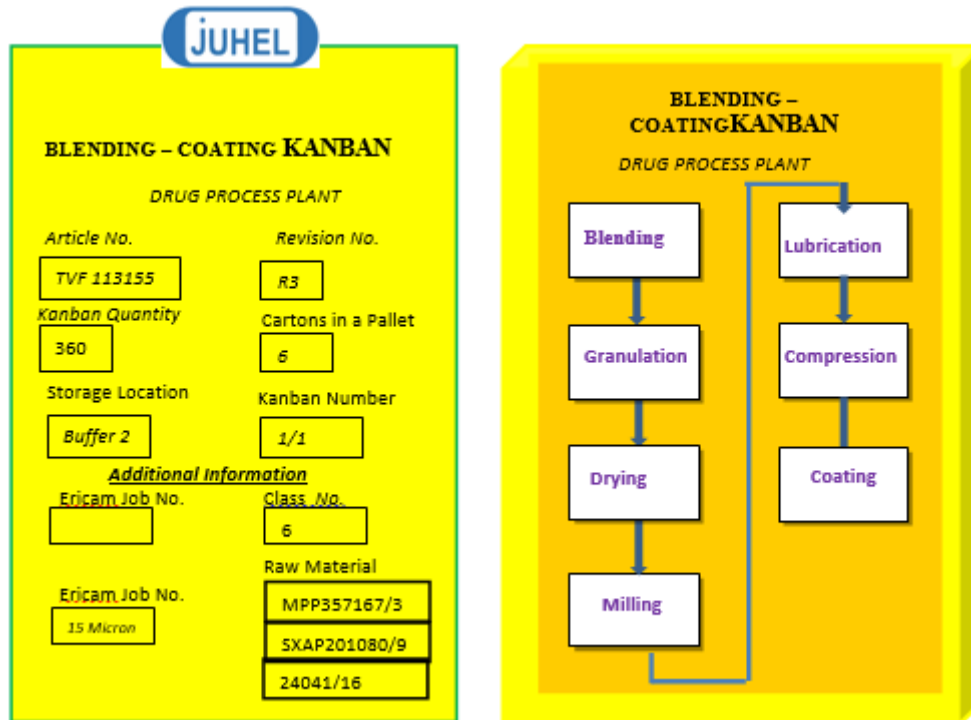 JUHEL
BLENDING – COATING KANBAN
DRUG PROCESS PLANT
Article No. Revision No.
TVF 113155 R3
Kanban Quantity Cartons in a Pallet
360 6
Storage Location Kanban Number
Buffer 2 1/1
Additional Information
Ericam Job No. Class .No.
6
Raw Material
Ericam Job No. MPP357167/3
15 Micron SXAP201080/9
24041/16
BLENDING –
COATINGKANBAN
DRUG PROCESS PLANT
Blending
Granulation
Drying
Milling
Lubrication
Compression
Coating